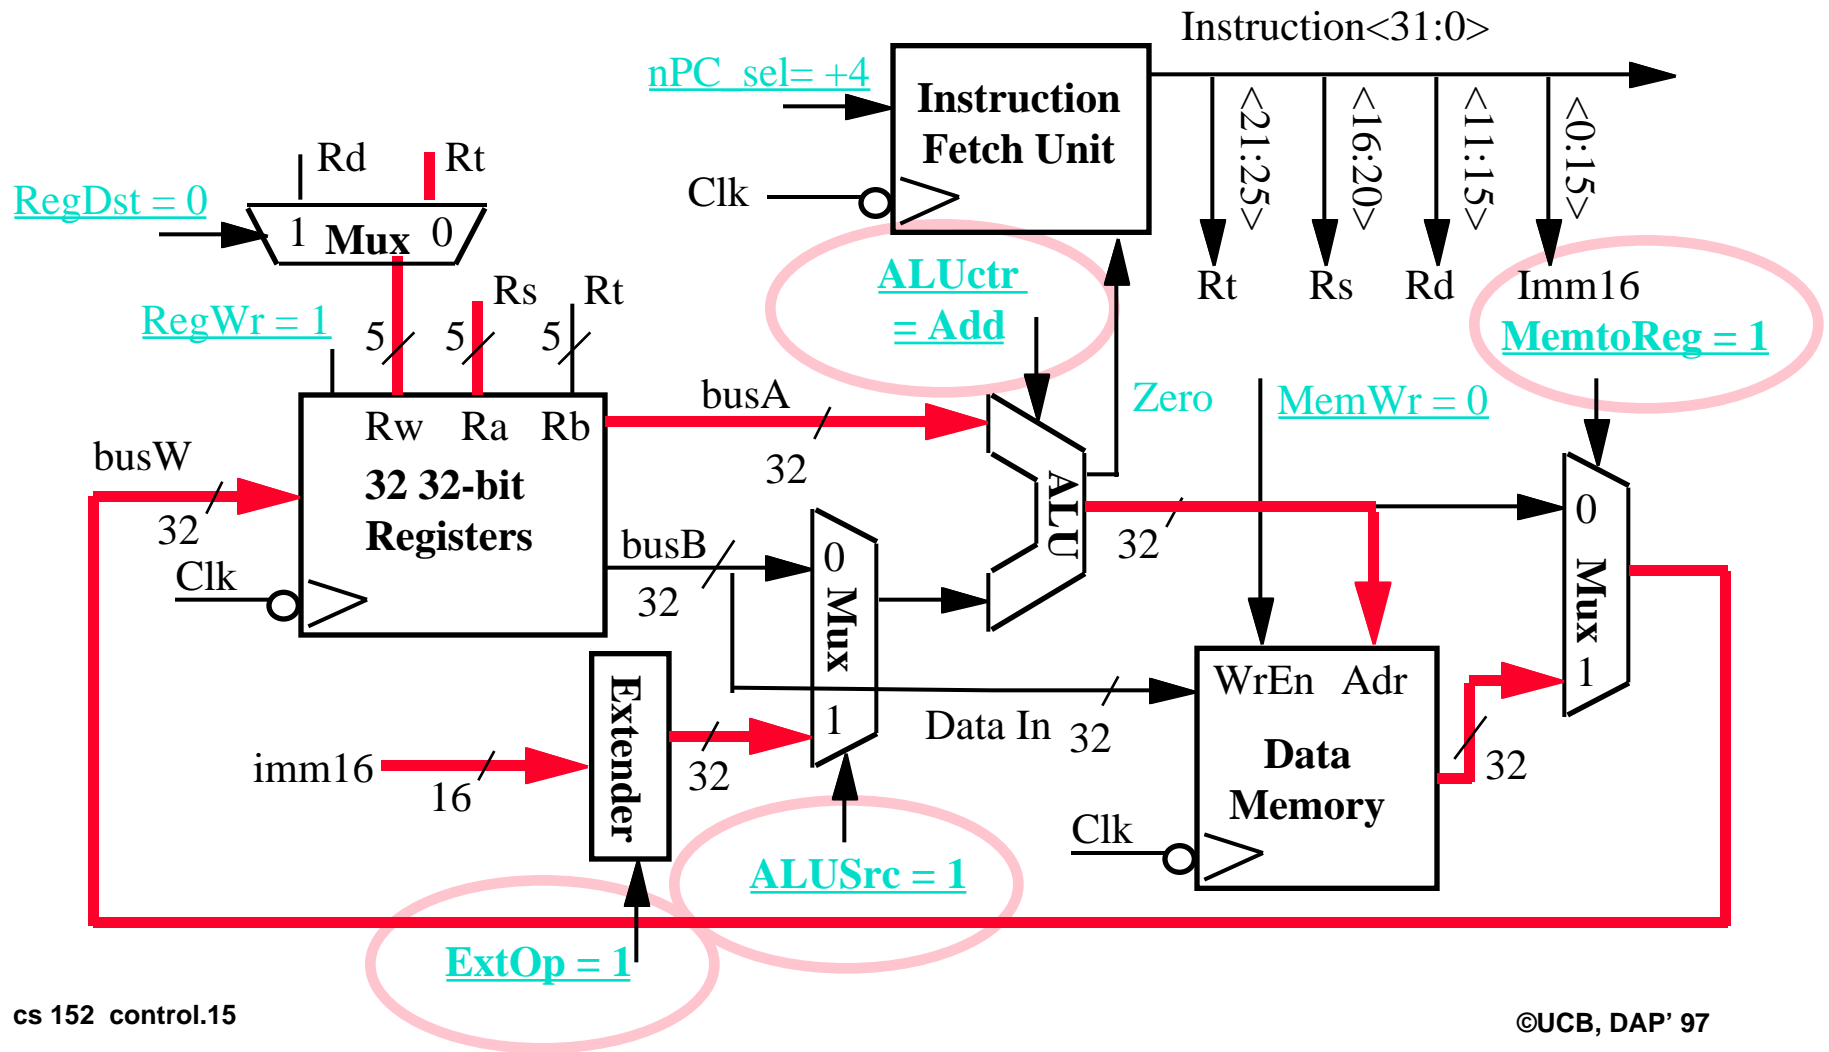 Instruction<31:0>
nPC_sel= +4
Instruction
Fetch Unit
Clk
<21:25>
<16:20>
<11:15>
<0:15>
Rt
Rs
Rd
Imm16
Rd
Rt
RegDst = 0
1 Mux 0
ALUctr
= Add
MemtoReg = 1
RegWr = 1
5
5
Rs
5
Rt
Zero
MemWr = 0
busA
32
Rw Ra Rb
32 32-bit
Registers
busW
32
Clk
busB
32
0
Mux
1
ALU
32
0
Mux
1
WrEn Adr
Data
Memory
Data In
32
32
Clk
imm16
16
Extender
32
ALUSrc = 1
ExtOp = 1
cs 152 control.15
©UCB, DAP' 97